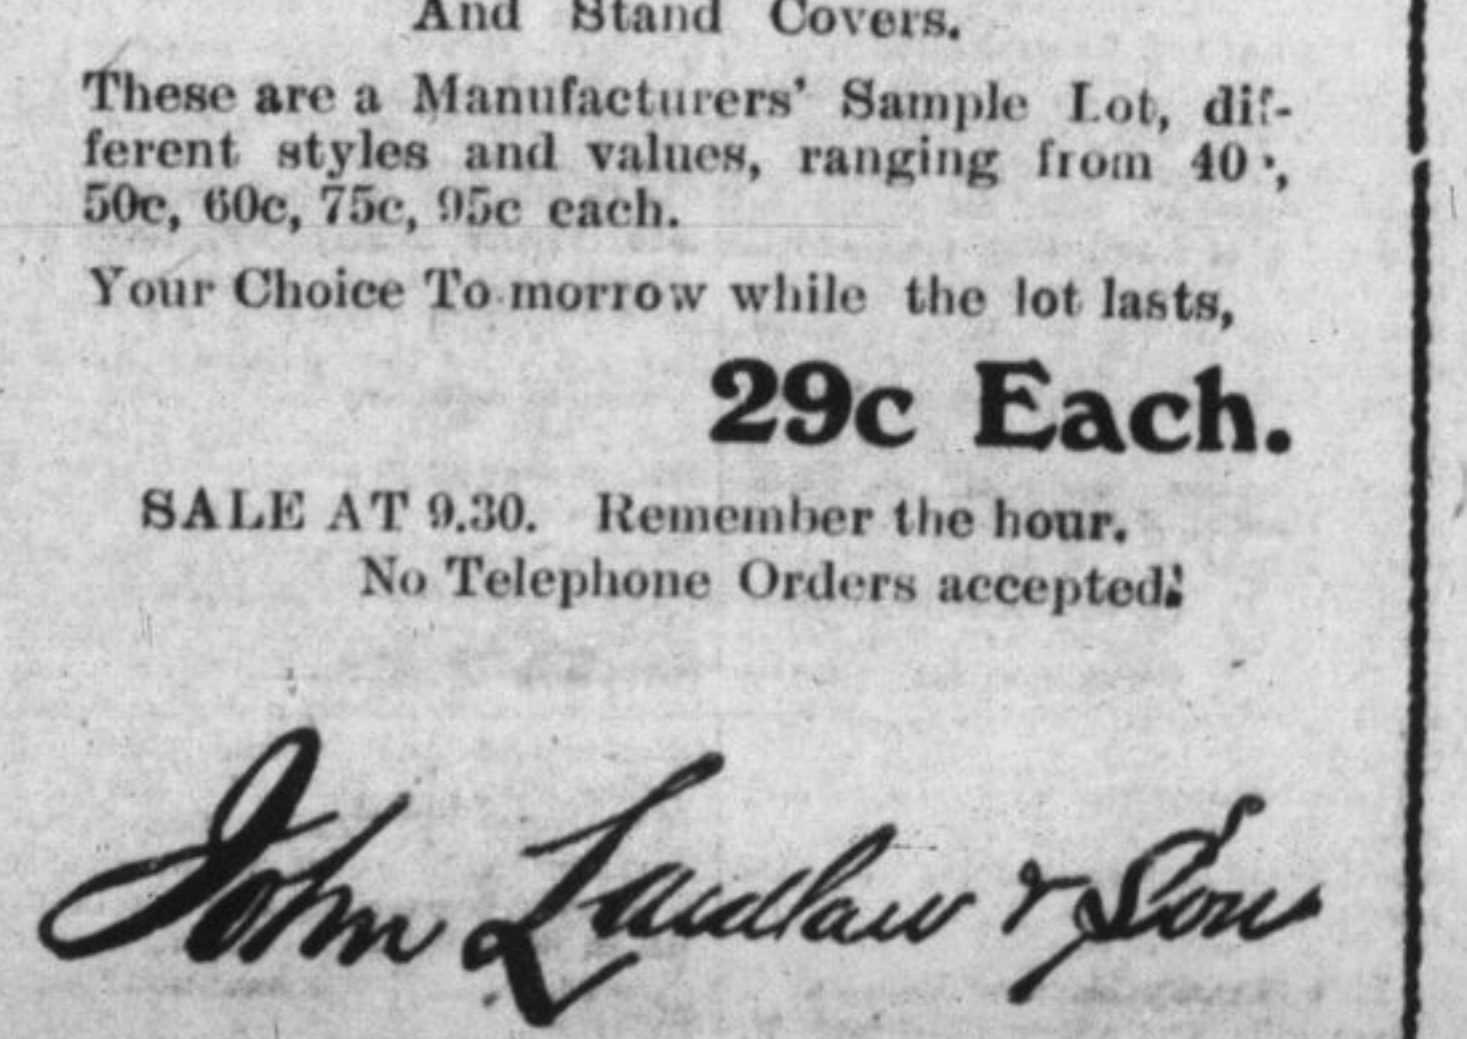 And Stand Covers.
These are a Manufacturers' Sample Lot, dif-
ferent styles and values, ranging from 40c,
50c, 60c, 75c, 95c each.
Your Choice To-morrow while the lot lasts,
29c Each.
SALE AT 9.30. Remember the hour.
No Telephone Orders accepted.
John Laidlaw & Son